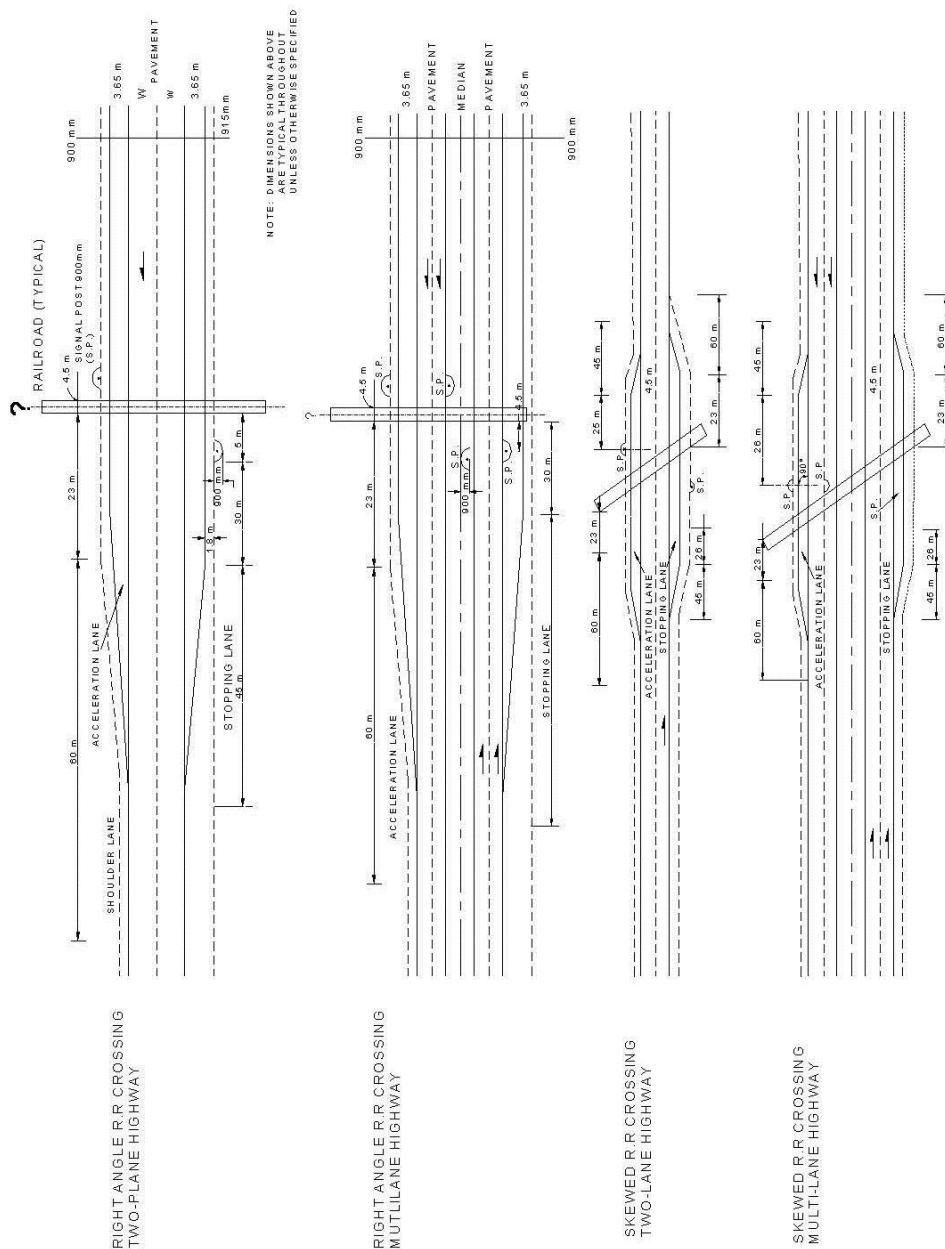 RIGHT ANGLE R.R CROSSING
TWO-PLANE HIGHWAY
SHOULDER LANE
60 m
ACCELERATION LANE
23 m
?
RAILROAD (TYPICAL)
4.5 m
SIGNAL POST 900mm
(S.P.)
900 mm
3.65 m
W
PAVEMENT
w
3.65 m
915mm
STOPPING LANE
45 m
1.8 m
30 m
900 mm
5 m
NOTE: DIMENSIONS SHOWN ABOVE
ARE TYPICAL THROUGHOUT
UNLESS OTHERWISE SPECIFIED
RIGHT ANGLE R.R CROSSING
MUTLILANE HIGHWAY
60 m
ACCELERATION LANE
23 m
?
4.5 m
S.P.
S.P.
S.P.
S.P.
900 mm
4.5 m
30 m
STOPPING LANE
900 mm
3.65 m
PAVEMENT
MEDIAN
PAVEMENT
3.65 m
900 mm
SKEWED R.R CROSSING
TWO-LANE HIGHWAY
60 m
23 m
25 m
45 m
S.P.
ACCELERATION LANE
STOPPING LANE
4.5 m
S.P.
45 m
26 m
23 m
60 m
SKEWED R.R CROSSING
MULTI-LANE HIGHWAY
60 m
23 m
26 m
45 m
S.P.
90°
S.P.
ACCELERATION LANE
4.5 m
S.P.
STOPPING LANE
45 m
26 m
23 m
60 m